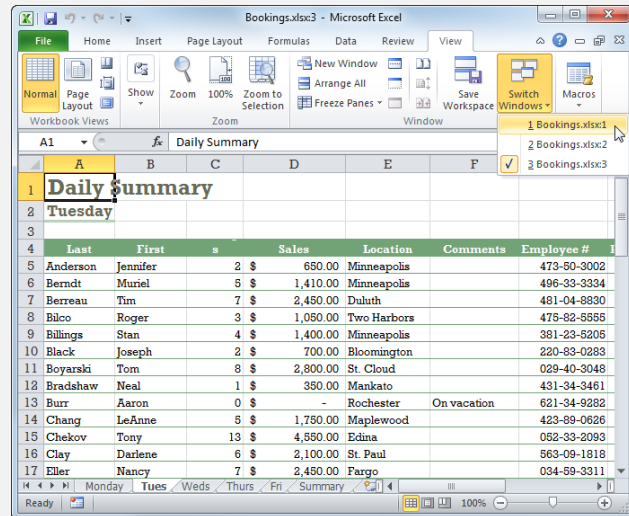 Bookings.xlsx:3 - Microsoft Excel
File Home Insert Page Layout Formulas Data Review View
Normal Page Layout Show Zoom 100% Zoom to Selection New Window Arrange All Freeze Panes Save Workspace Switch Windows Macros
Workbook Views Zoom Window
1 Bookings.xlsx:1
2 Bookings.xlsx:2
3 Bookings.xlsx:3
A1 fx Daily Summary
A B C D E F
1 Daily Summary
2 Tuesday
3
4 Last First s Sales Location Comments Employee #
5 Anderson Jennifer 2 $ 650.00 Minneapolis 473-50-3002
6 Berndt Muriel 5 $ 1,410.00 Minneapolis 496-33-3334
7 Berreau Tim 7 $ 2,450.00 Duluth 481-04-8830
8 Bilco Roger 3 $ 1,050.00 Two Harbors 475-82-5555
9 Billings Stan 4 $ 1,400.00 Minneapolis 381-23-5205
10 Black Joseph 2 $ 700.00 Bloomington 220-83-0283
11 Boyarski Tom 8 $ 2,800.00 St. Cloud 029-40-3048
12 Bradshaw Neal 1 $ 350.00 Mankato 431-34-3461
13 Burr Aaron 0 $ - Rochester On vacation 621-34-9282
14 Chang LeAnne 5 $ 1,750.00 Maplewood 423-89-0626
15 Chekov Tony 13 $ 4,550.00 Edina 052-33-2093
16 Clay Darlene 6 $ 2,100.00 St. Paul 563-09-1818
17 Eller Nancy 7 $ 2,450.00 Fargo 034-59-3311
Monday Tues Weds Thurs Fri Summary
Ready 100%